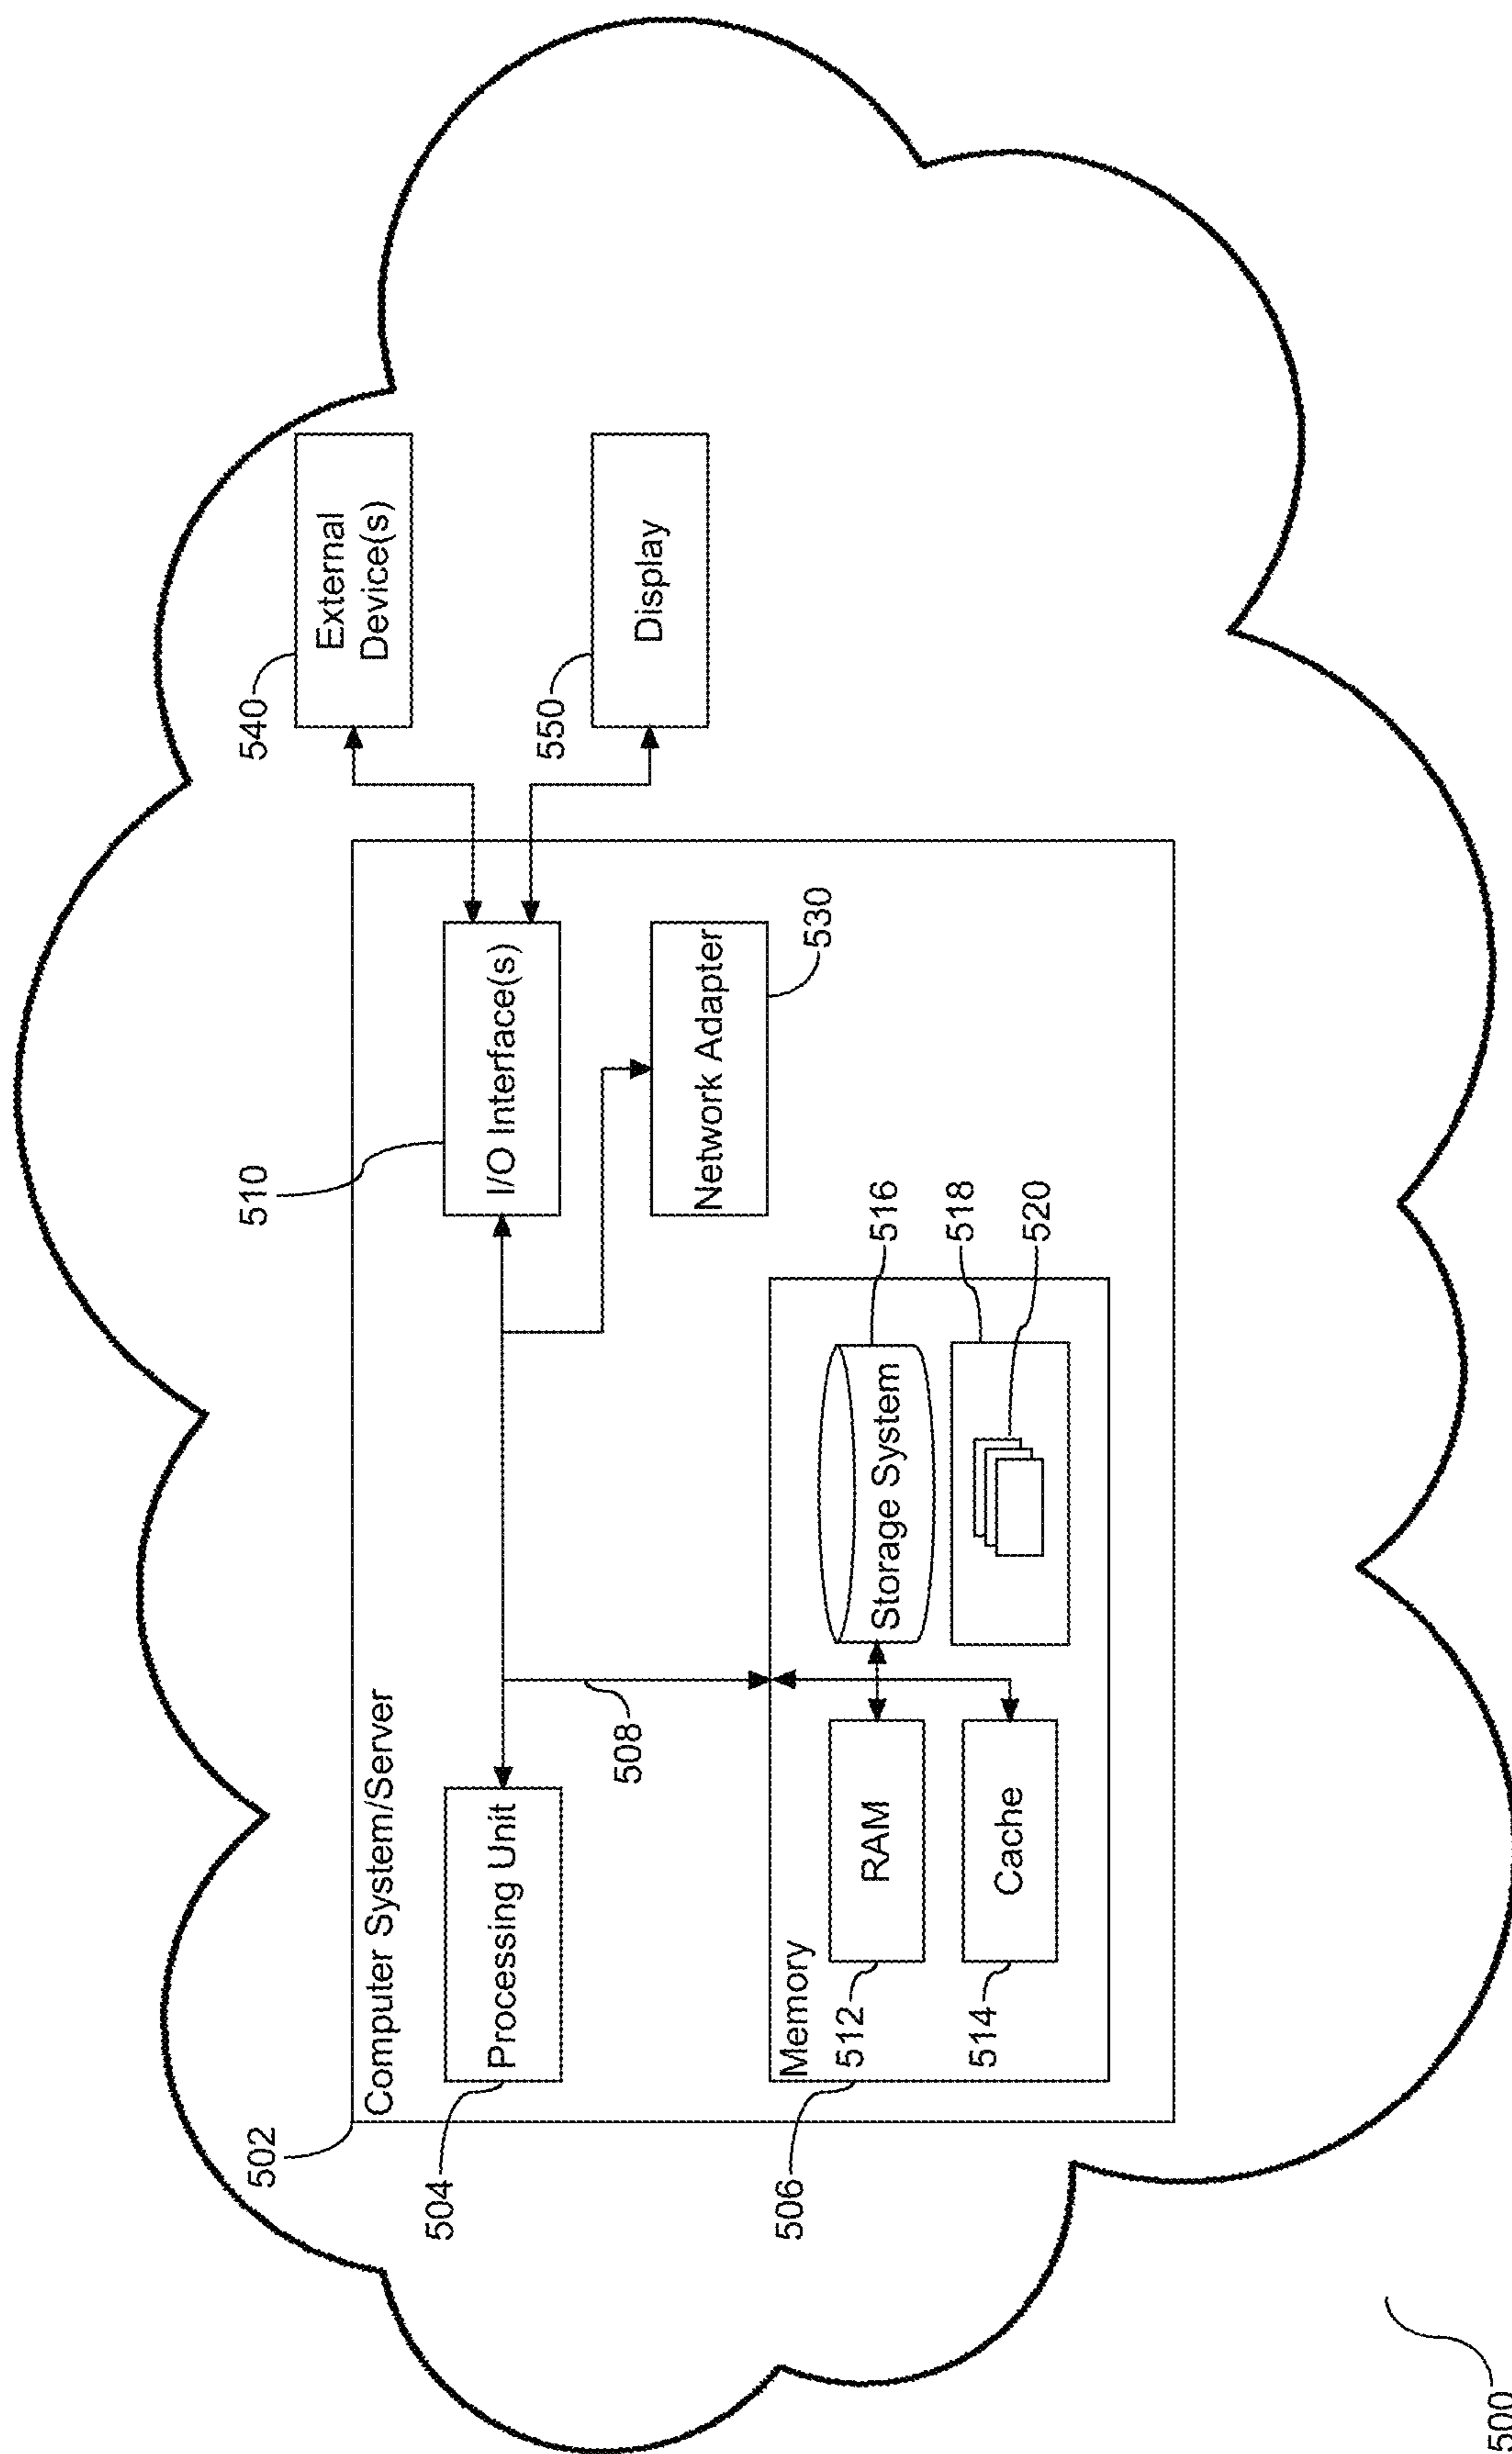 502
Computer System/Server
504
Processing Unit
510
I/O Interface(s)
540
External
Device(s)
550
Display
508
Network Adapter
530
506
Memory
512
RAM
Storage System
516
514
Cache
518
520
500